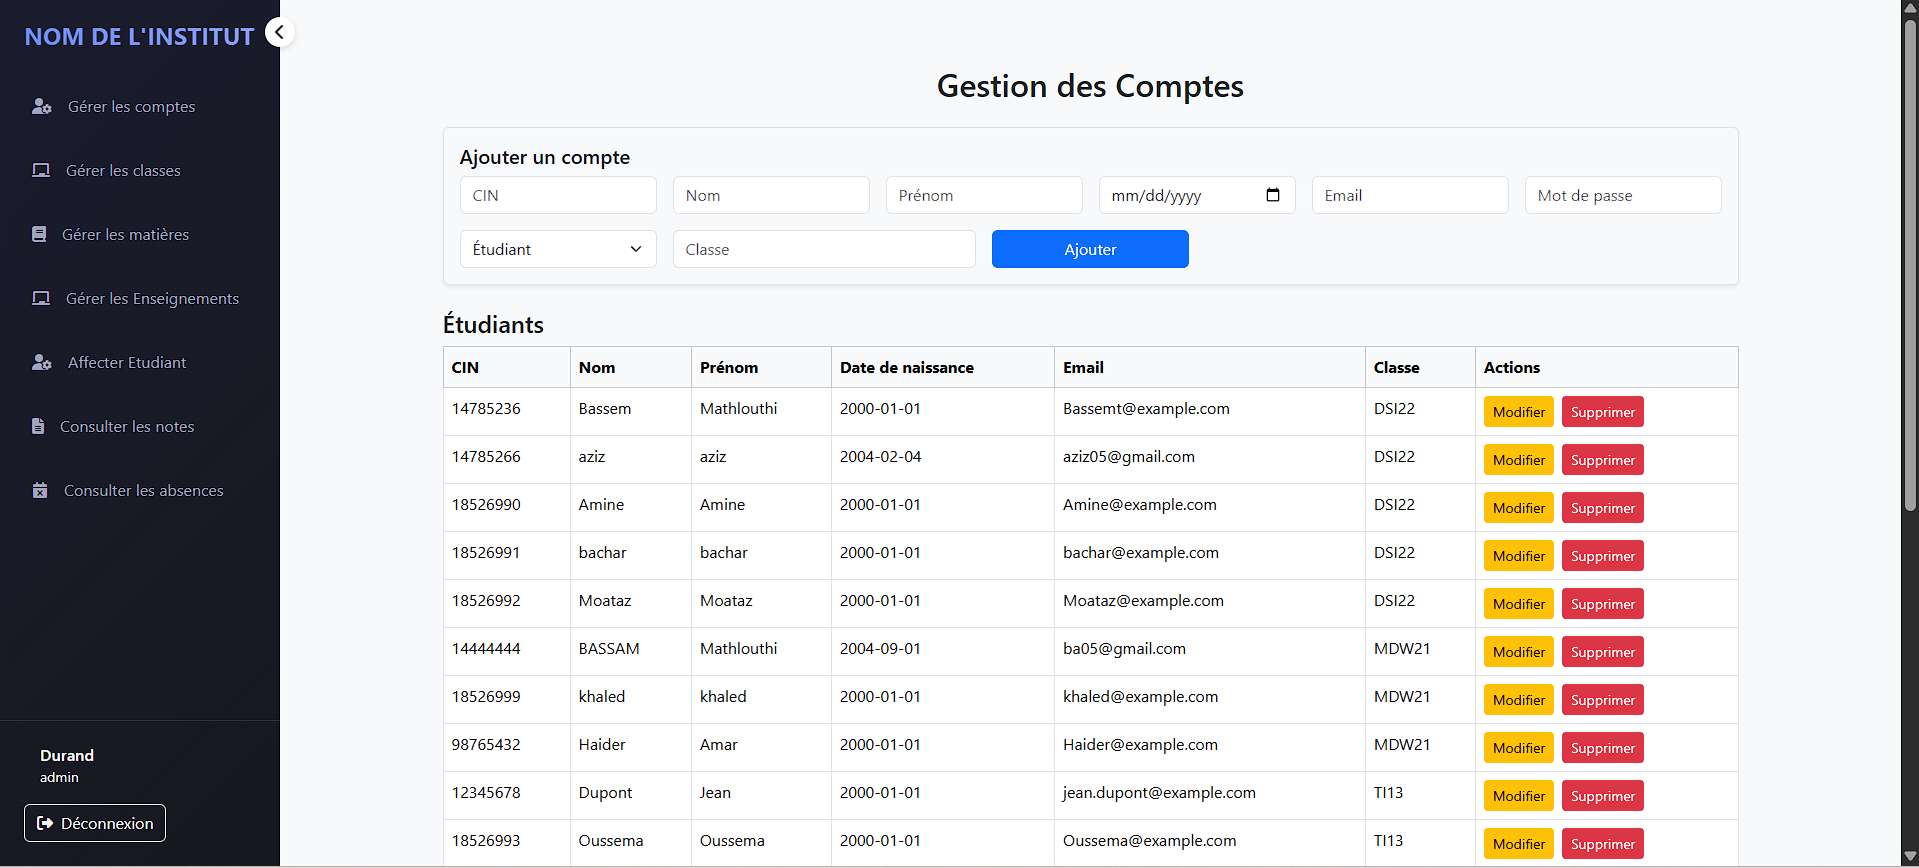 NOM DE L'INSTITUT
Gérer les comptes
Gérer les classes
Gérer les matières
Gérer les Enseignements
Affecter Etudiant
Consulter les notes
Consulter les absences
Durand
admin
Déconnexion
Gestion des Comptes
Ajouter un compte
CIN Nom Prénom mm/dd/yyyy Email Mot de passe
Étudiant Classe Ajouter
Étudiants
CIN Nom Prénom Date de naissance Email Classe Actions
14785236 Bassem Mathlouthi 2000-01-01 Bassemt@example.com DSI22 Modifier Supprimer
14785266 aziz aziz 2004-02-04 aziz05@gmail.com DSI22 Modifier Supprimer
18526990 Amine Amine 2000-01-01 Amine@example.com DSI22 Modifier Supprimer
18526991 bachar bachar 2000-01-01 bachar@example.com DSI22 Modifier Supprimer
18526992 Moataz Moataz 2000-01-01 Moataz@example.com DSI22 Modifier Supprimer
14444444 BASSAM Mathlouthi 2004-09-01 ba05@gmail.com MDW21 Modifier Supprimer
18526999 khaled khaled 2000-01-01 khaled@example.com MDW21 Modifier Supprimer
98765432 Haider Amar 2000-01-01 Haider@example.com MDW21 Modifier Supprimer
12345678 Dupont Jean 2000-01-01 jean.dupont@example.com TI13 Modifier Supprimer
18526993 Oussema Oussema 2000-01-01 Oussema@example.com TI13 Modifier Supprimer